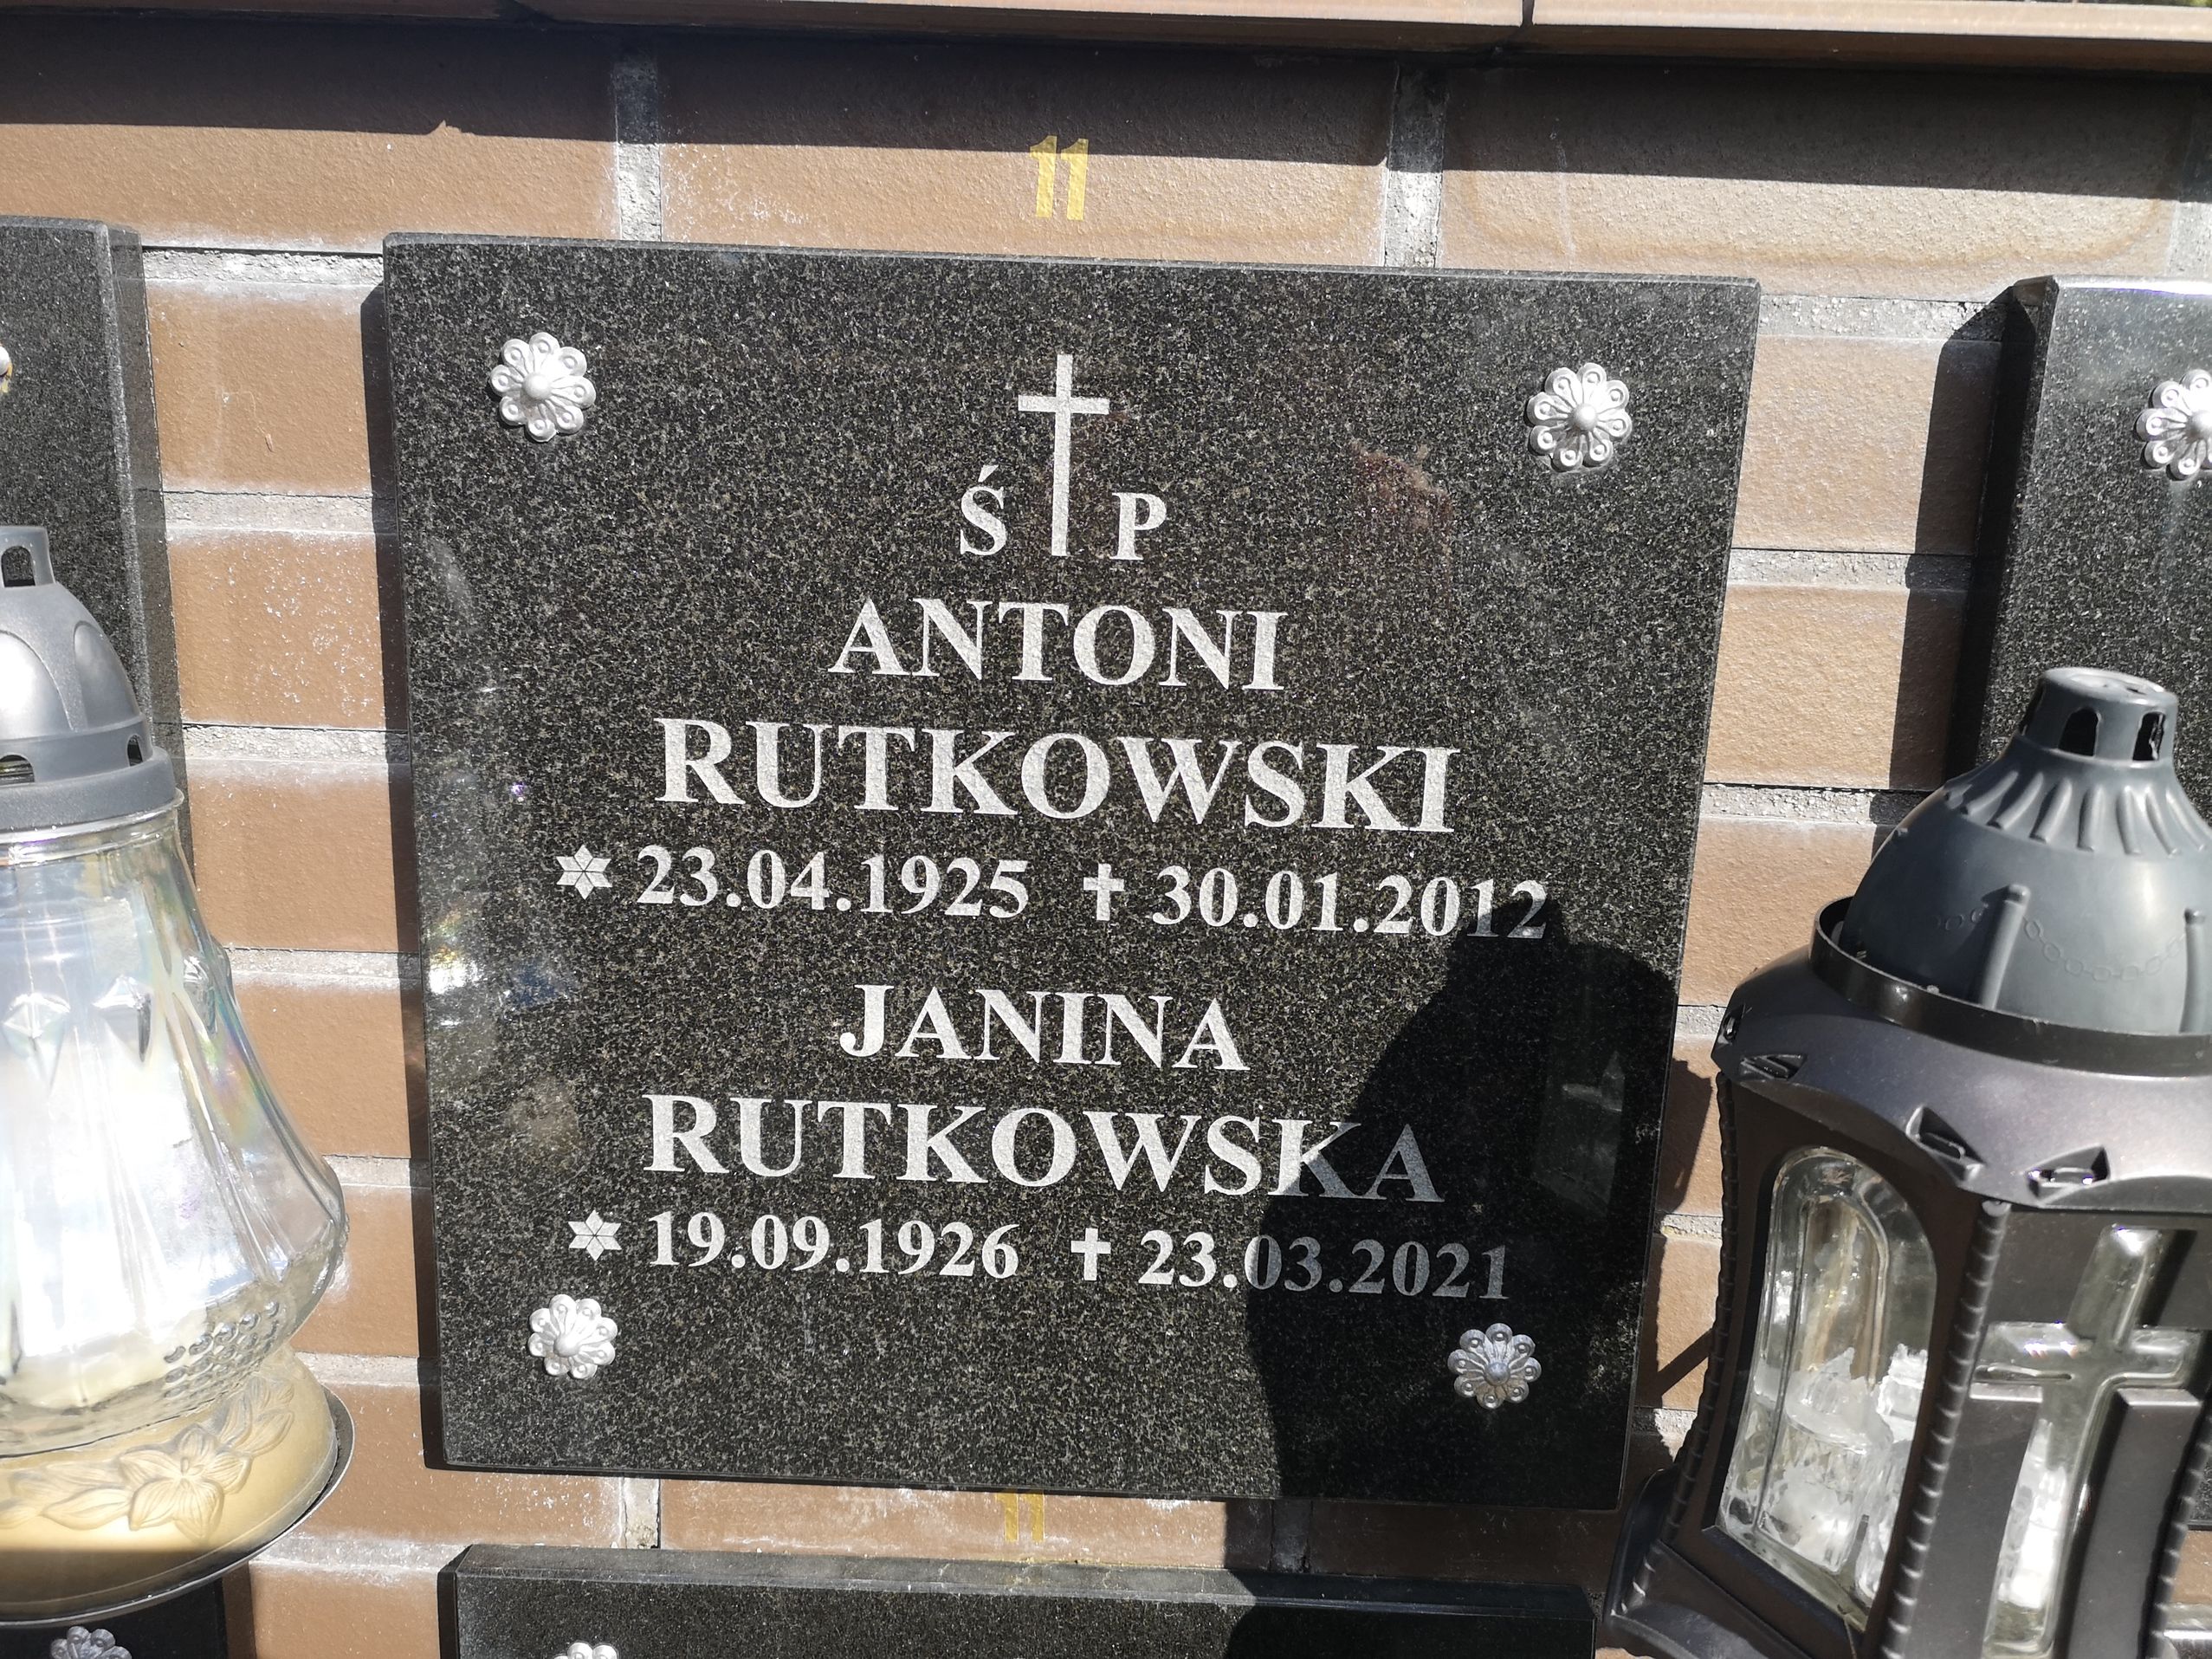 11
Ś P
ANTONI
RUTKOWSKI
23.04.1925 ✝ 30.01.2012
JANINA
RUTKOWSKA
19.09.1926 ✝ 23.03.2021
11